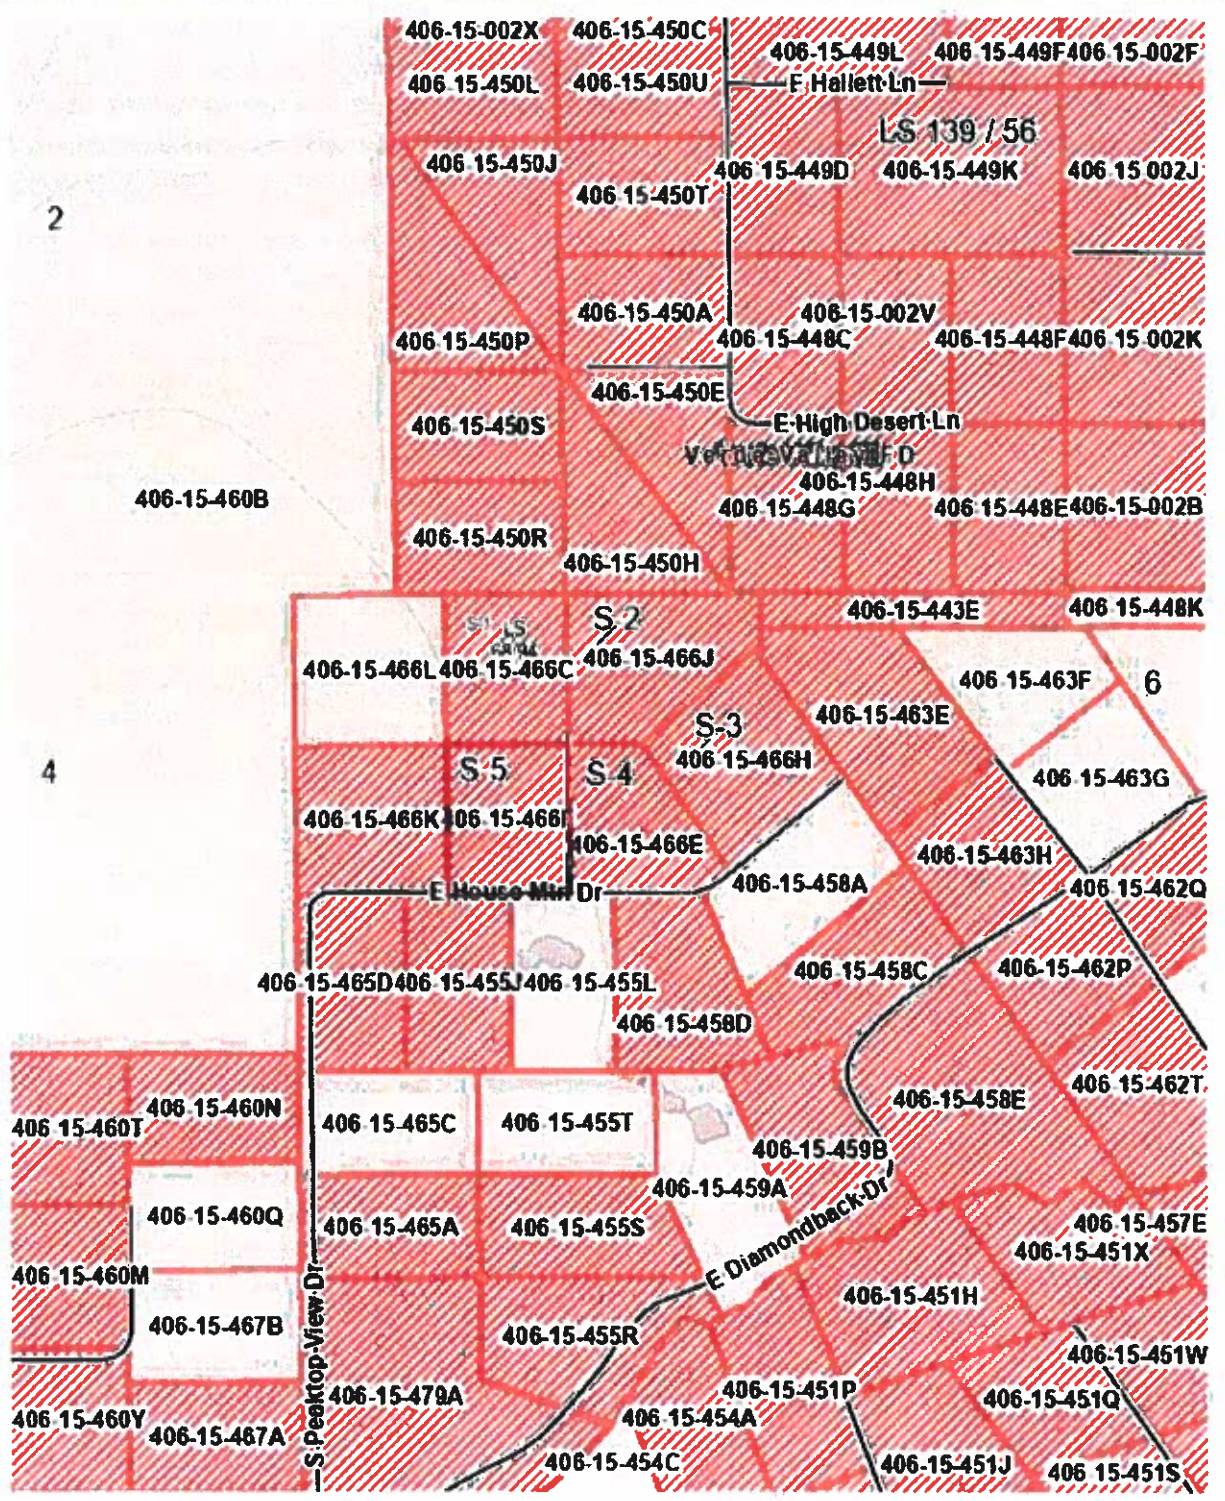 406-15-002X 406-15-450C
406-15-449L 406 15-449F 406 15-002F
406 15-450L 406 15-450U E Hallett Ln
LS 139 / 56
406 15-450J 406 15-449D 406-15-449K 406 15 002J
406 15-450T
2
406-15-450A 406-15-002V
406 15-450P 406 15-448C 406 15-448F 406 15 002K
406-15-450E
406-15-450S E High Desert Ln
406-15-448H
406-15-460B 406 15-448G 406 15-448E 406-15-002B
406 15-450R
406 15-450H
406-15-443E 406 15-448K
S-1 LS S-2
406-15-466L 406 15-466C 406 15-466J 406 15-463F 6
406 15-463E
S-3
406 15-466H
4 S 5 S-4 406 15-463G
406 15-466K 406 15-466E
406-15-463H
406-15-458A 406 15-462Q
E House Mtn Dr
406 15-465D 406 15-455J 406 15-455L 406 15-458C 406 15-462P
406 15-458D
406 15-462T
406 15-460T 406 15-460N 406-15-458E
406 15-465C 406 15-455T
406 15-459B
406 15-459A
406 15-460Q 406 15-465A 406 15-455S 406 15-457E
406-15-451X
406 15-460M E Diamondback Dr
406-15-451H
406-15-467B 406 15-455R
S Peaktop View Dr
406-15-451W
406 15-479A 406 15-451P 406 15-451Q
406 15-460Y 406 15-467A 406 15-454A
406-15-454C 406 15-451J 406 15-451S